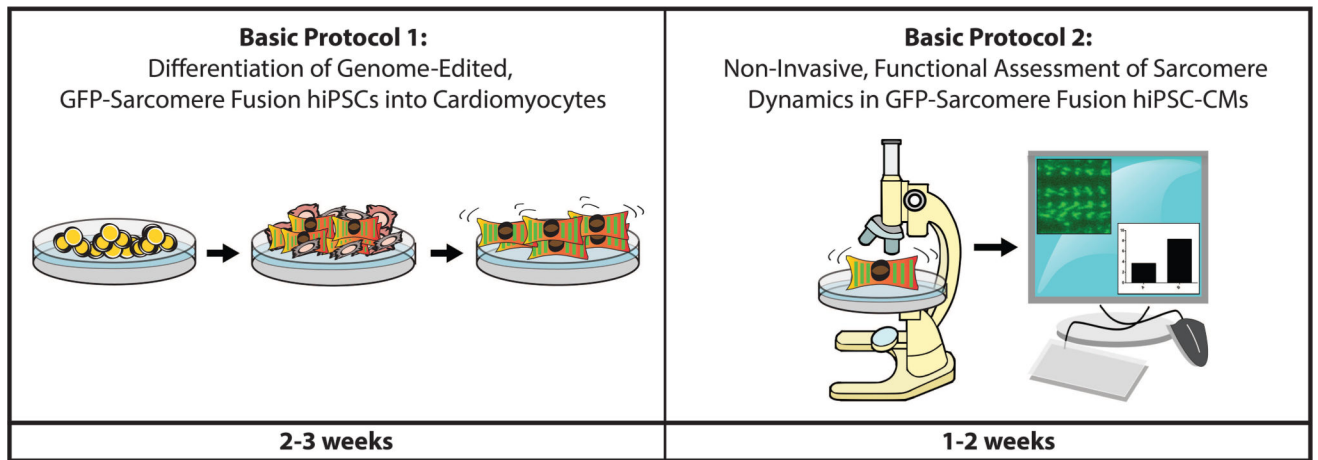 Basic Protocol 1:
Differentiation of Genome-Edited,
GFP-Sarcomere Fusion hiPSCs into Cardiomyocytes
Basic Protocol 2:
Non-Invasive, Functional Assessment of Sarcomere
Dynamics in GFP-Sarcomere Fusion hiPSC-CMs
2-3 weeks
1-2 weeks